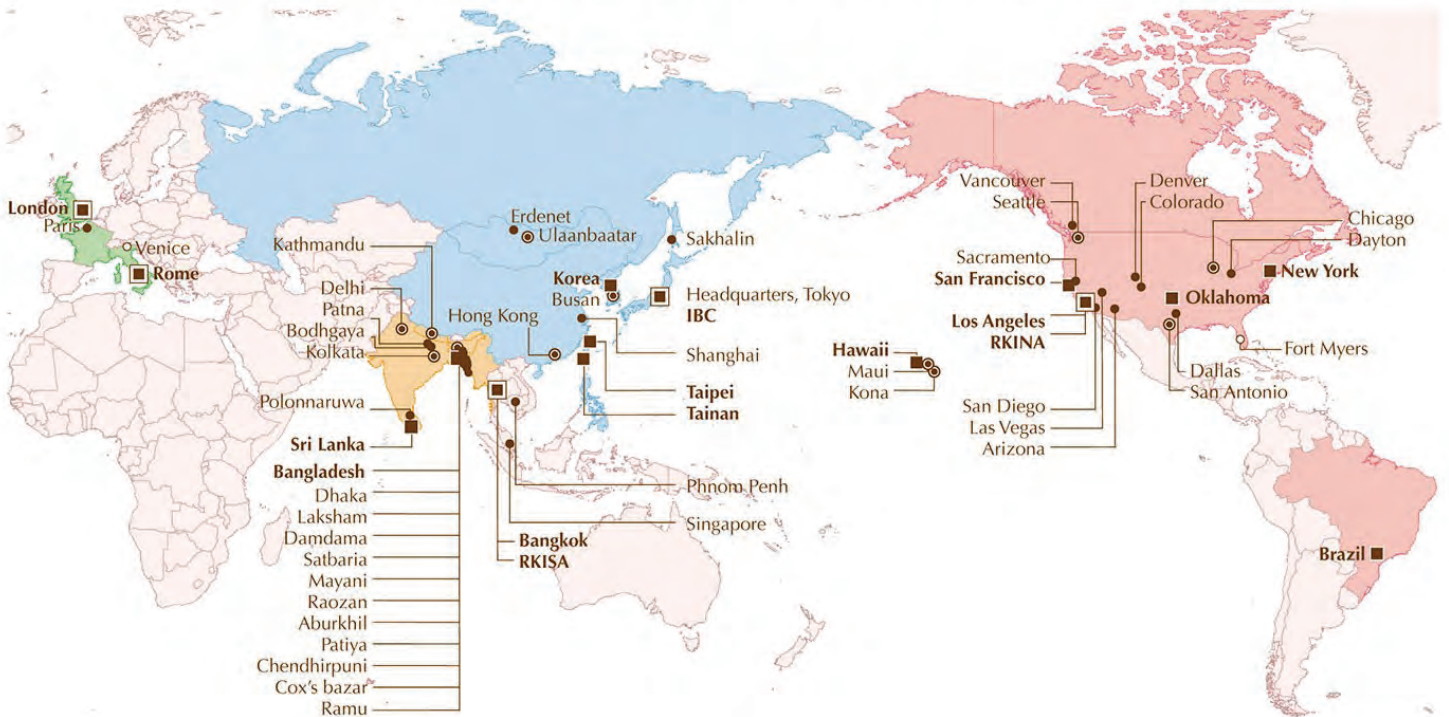 London
Paris
Venice
Rome
Kathmandu
Delhi
Patna
Bodhgaya
Kolkata
Polonnaruwa
Sri Lanka
Bangladesh
Dhaka
Laksham
Damdama
Satbaria
Mayani
Raozan
Aburkhil
Patiya
Chendhirpuni
Cox's bazar
Ramu
Erdenet
Ulaanbaatar
Sakhalin
Korea
Busan
Headquarters, Tokyo
IBC
Hong Kong
Shanghai
Taipei
Tainan
Phnom Penh
Singapore
Bangkok
RKISA
Hawaii
Maui
Kona
Vancouver
Seattle
Sacramento
San Francisco
Los Angeles
RKINA
San Diego
Las Vegas
Arizona
Denver
Colorado
Chicago
Dayton
New York
Oklahoma
Fort Myers
Dallas
San Antonio
Brazil